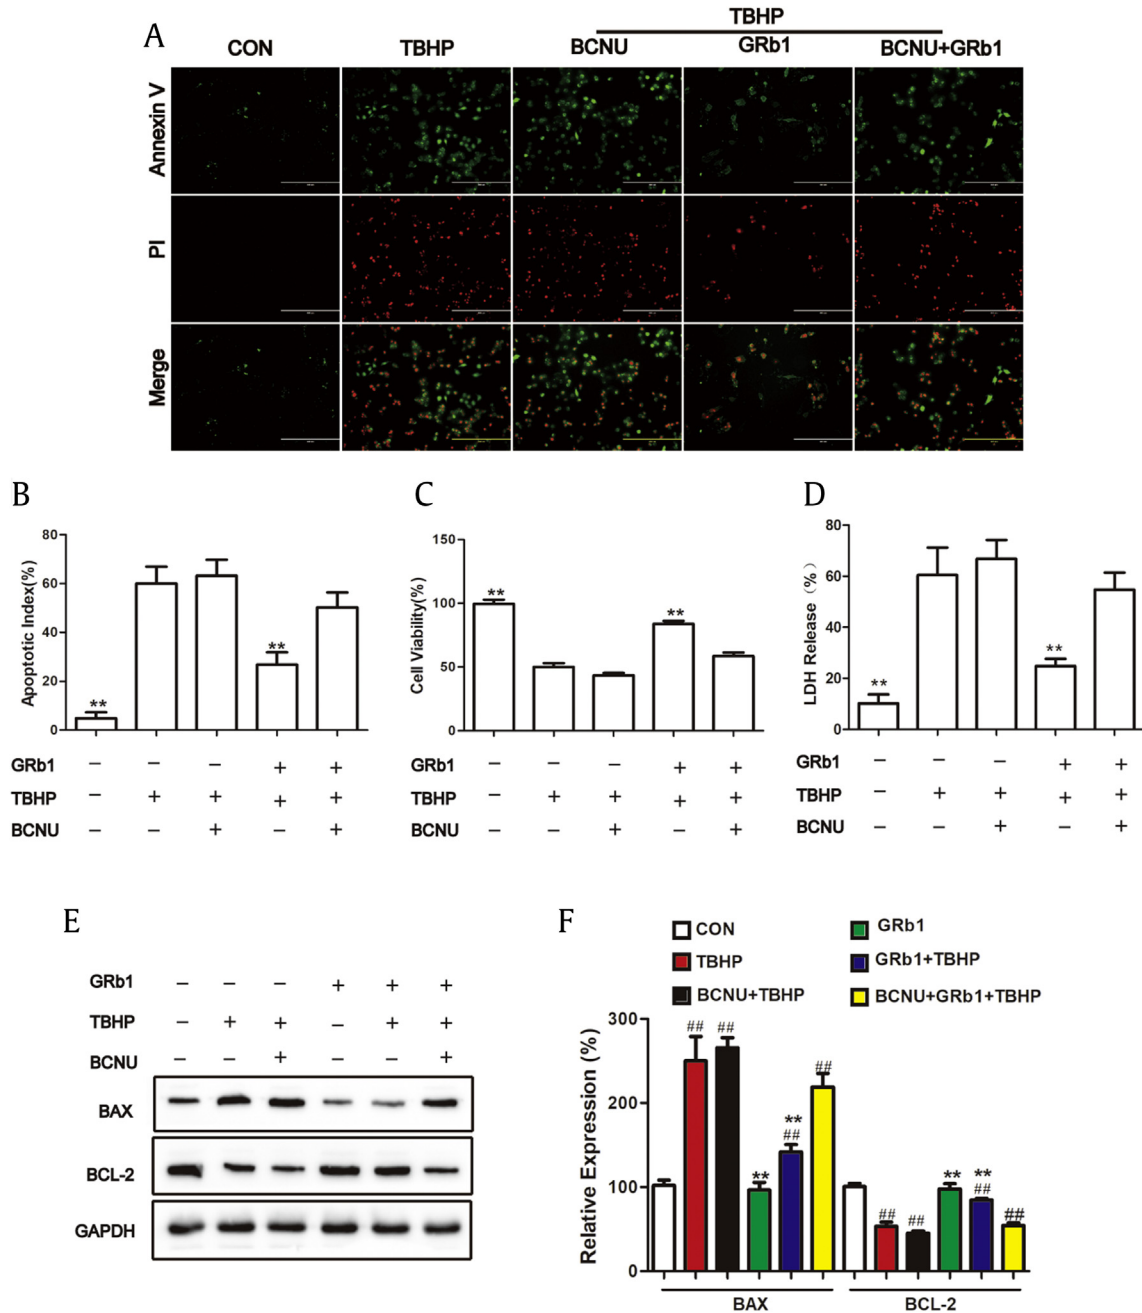 A
TBHP
CON TBHP BCNU GRb1 BCNU+GRb1
Annexin V
PI
Merge
B
Apoptotic Index(%)
80
60
40
20
0
** **
GRb1 − − − + +
TBHP − + + + +
BCNU − − + − +
C
Cell Viability(%)
150
100
50
0
** **
GRb1 − − − + +
TBHP − + + + +
BCNU − − + − +
D
LDH Release (%)
80
60
40
20
0
** **
GRb1 − − − + +
TBHP − + + + +
BCNU − − + − +
E
GRb1 − − − + + +
TBHP − + + − + +
BCNU − − + − − +
BAX
BCL-2
GAPDH
F
CON GRb1
TBHP GRb1+TBHP
BCNU+TBHP BCNU+GRb1+TBHP
Relative Expression (%)
300
200
100
0
## ## ** ** ## ##
## ## ** ** ## ##
BAX BCL-2